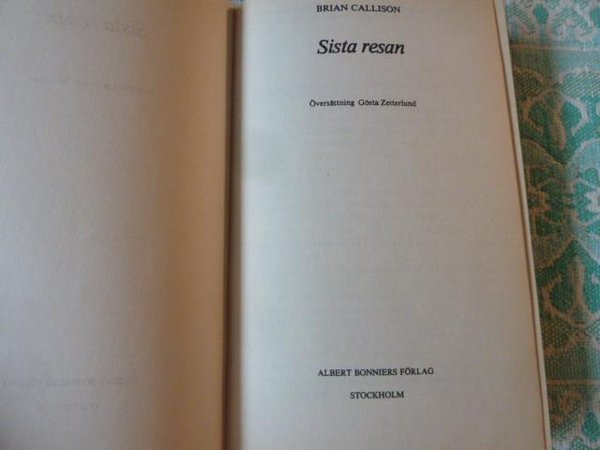 BRIAN CALLISON
Sista resan
Översättning Gösta Zetterlund
ALBERT BONNIERS FÖRLAG
STOCKHOLM